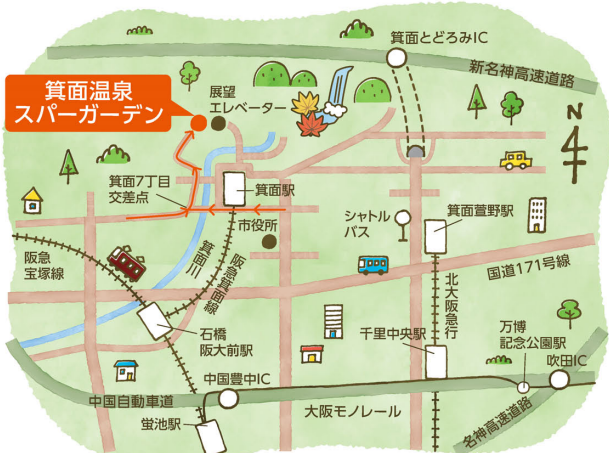 箕面とどろみIC
新名神高速道路
箕面温泉
スパーガーデン
展望
エレベーター
N
箕面7丁目
交差点
箕面駅
市役所
シャトル
バス
箕面萱野駅
阪急
宝塚線
箕面川
阪急箕面線
国道171号線
北大阪急行
石橋
阪大前駅
千里中央駅
万博
記念公園駅
吹田IC
中国豊中IC
中国自動車道
大阪モノレール
名神高速道路
蛍池駅